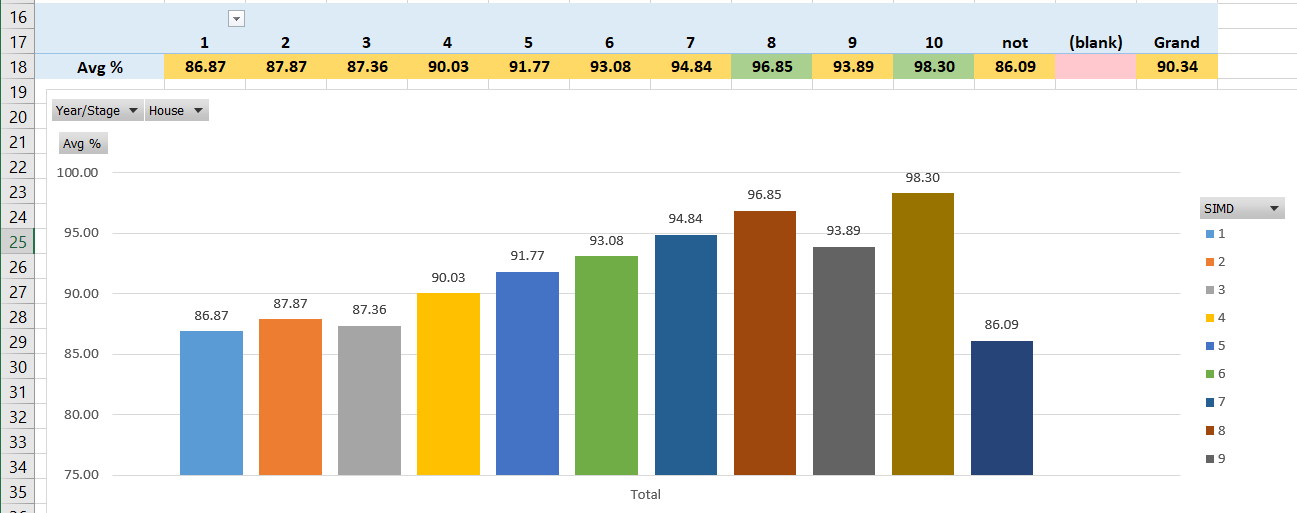 16
17 1 2 3 4 5 6 7 8 9 10 not (blank) Grand
18 Avg % 86.87 87.87 87.36 90.03 91.77 93.08 94.84 96.85 93.89 98.30 86.09 90.34
19
20 Year/Stage House
21 Avg %
22 100.00
23 98.30
24 96.85 SIMD
94.84
25 95.00 93.89 1
93.08
26 91.77 2
27 90.00 90.03 3
28 86.87 87.87 87.36 4
86.09
29 85.00 5
30 6
31 7
32 80.00 8
33 9
34 75.00
35 Total